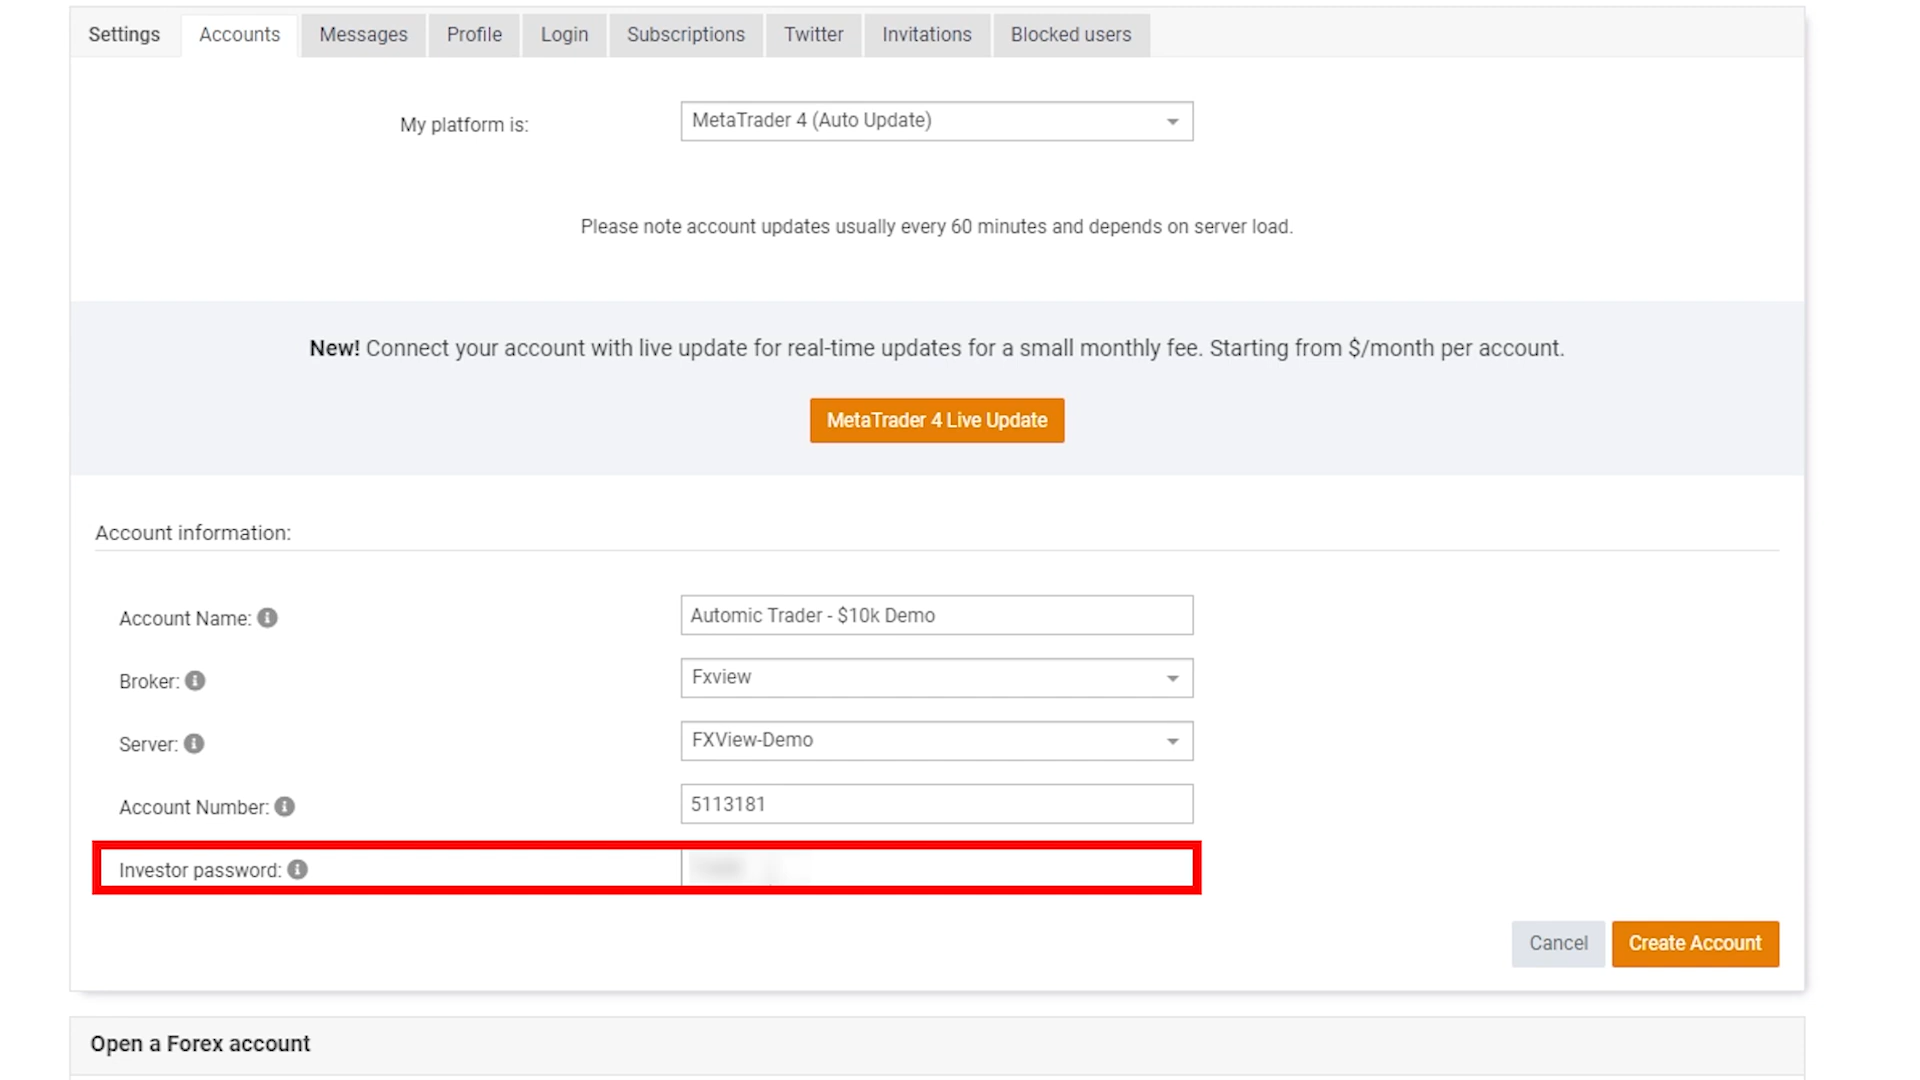 Settings Accounts Messages Profile Login Subscriptions Twitter Invitations Blocked users
My platform is: MetaTrader 4 (Auto Update)
Please note account updates usually every 60 minutes and depends on server load.
New! Connect your account with live update for real-time updates for a small monthly fee. Starting from $/month per account.
MetaTrader 4 Live Update
Account information:
Account Name: Automic Trader - $10k Demo
Broker: Fxview
Server: FXView-Demo
Account Number: 5113181
Investor password:
Cancel Create Account
Open a Forex account